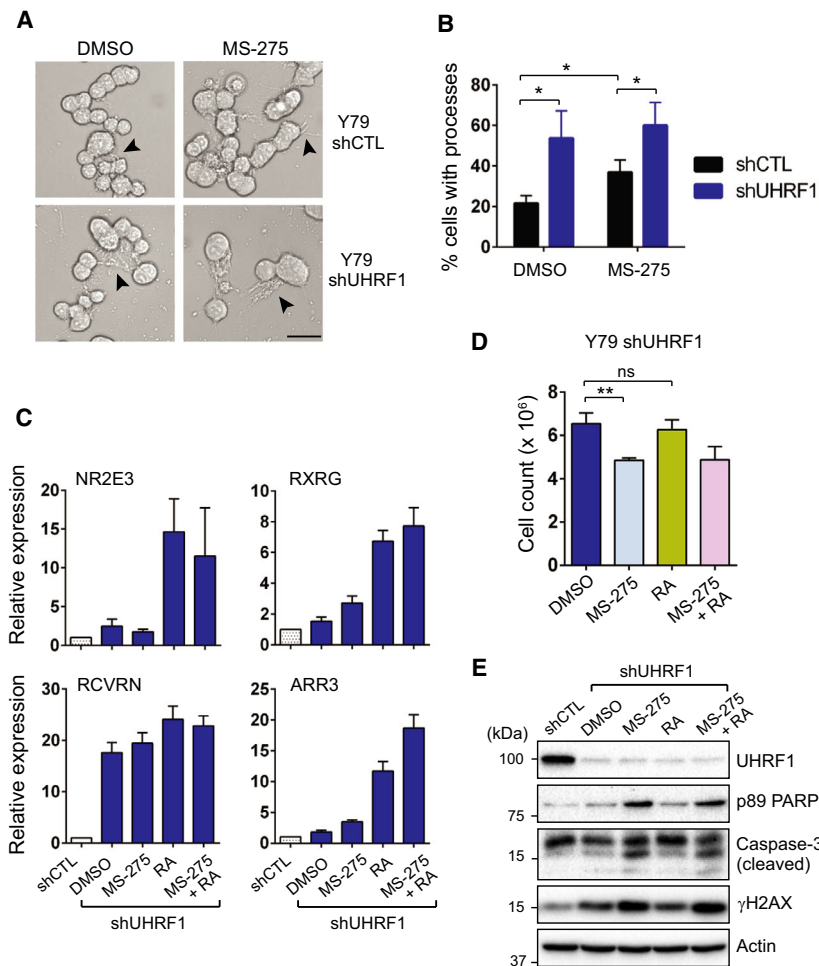 A
DMSO
MS-275
Y79
shCTL
Y79
shUHRF1
B
% cells with processes
80
60
40
20
0
*
*
*
DMSO
MS-275
shCTL
shUHRF1
C
NR2E3
Relative expression
20
15
10
5
0
RXRG
10
8
6
4
2
0
RCVRN
Relative expression
30
20
10
0
shCTL
DMSO
MS-275
RA
MS-275
+ RA
shUHRF1
ARR3
25
20
15
10
5
0
shCTL
DMSO
MS-275
RA
MS-275
+ RA
shUHRF1
D
Y79 shUHRF1
Cell count (x 10⁶)
8
6
4
2
0
ns
**
DMSO
MS-275
RA
MS-275
+ RA
E
shUHRF1
(kDa)
shCTL
DMSO
MS-275
RA
MS-275
+ RA
100
UHRF1
75
p89 PARP
15
Caspase-3
(cleaved)
15
γH2AX
37
Actin